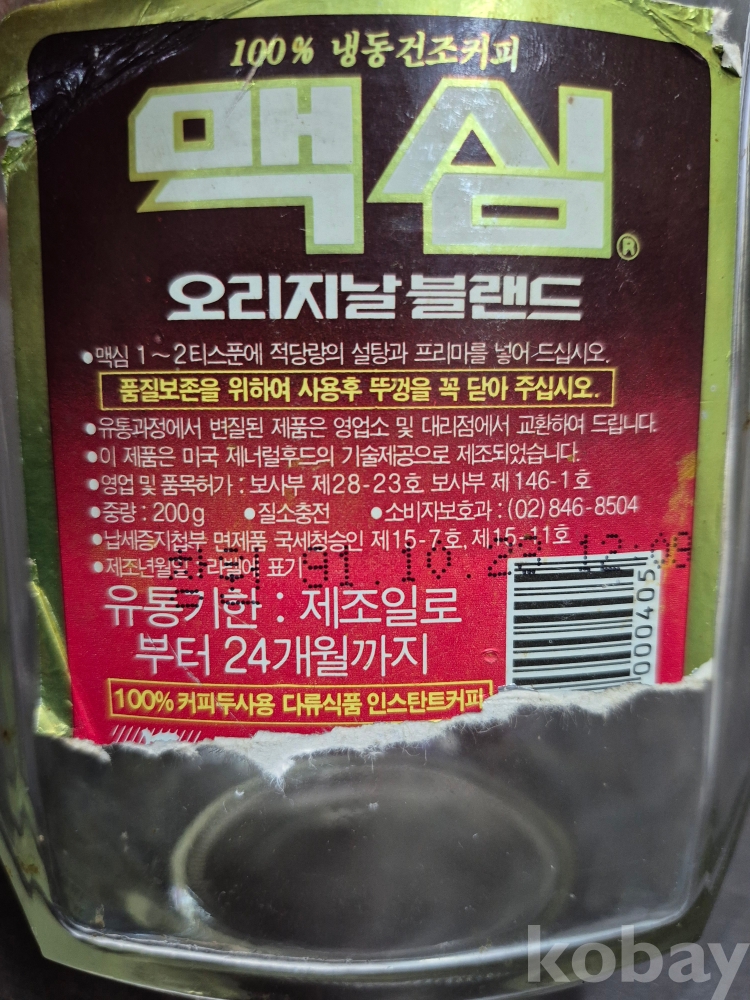 100% 냉동건조커피
맥심®
오리지날 블랜드
●맥심 1～2티스푼에 적당량의 설탕과 프리마를 넣어 드십시오.
품질보존을 위하여 사용후 뚜껑을 꼭 닫아 주십시오.
●유통과정에서 변질된 제품은 영업소 및 대리점에서 교환하여 드립니다.
●이 제품은 미국 제너럴후드의 기술제공으로 제조되었습니다.
●영업 및 품목허가 : 보사부 제28-23호 보사부 제146-1호
●중량 : 200g ●질소충전 ●소비자보호과 : (02)846-8504
●납세증지첩부 면제품 국세청승인 제15-7호, 제15-11호
●제조년월일 : 라벨에 표기
91.10.29 12:09
유통기한 : 제조일로
부터 24개월까지
000405
100% 커피두사용 다류식품 인스탄트커피
kobay